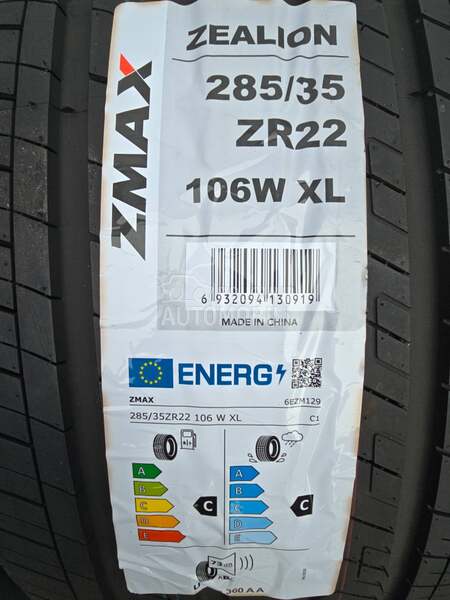 ZMAX
ZEALION
285/35
ZR22
106W XL
6 932094 130919
MADE IN CHINA
ENERG
ZMAX 6EZM129
285/35ZR22 106 W XL C1
A A
B B
C C C C
D
E E